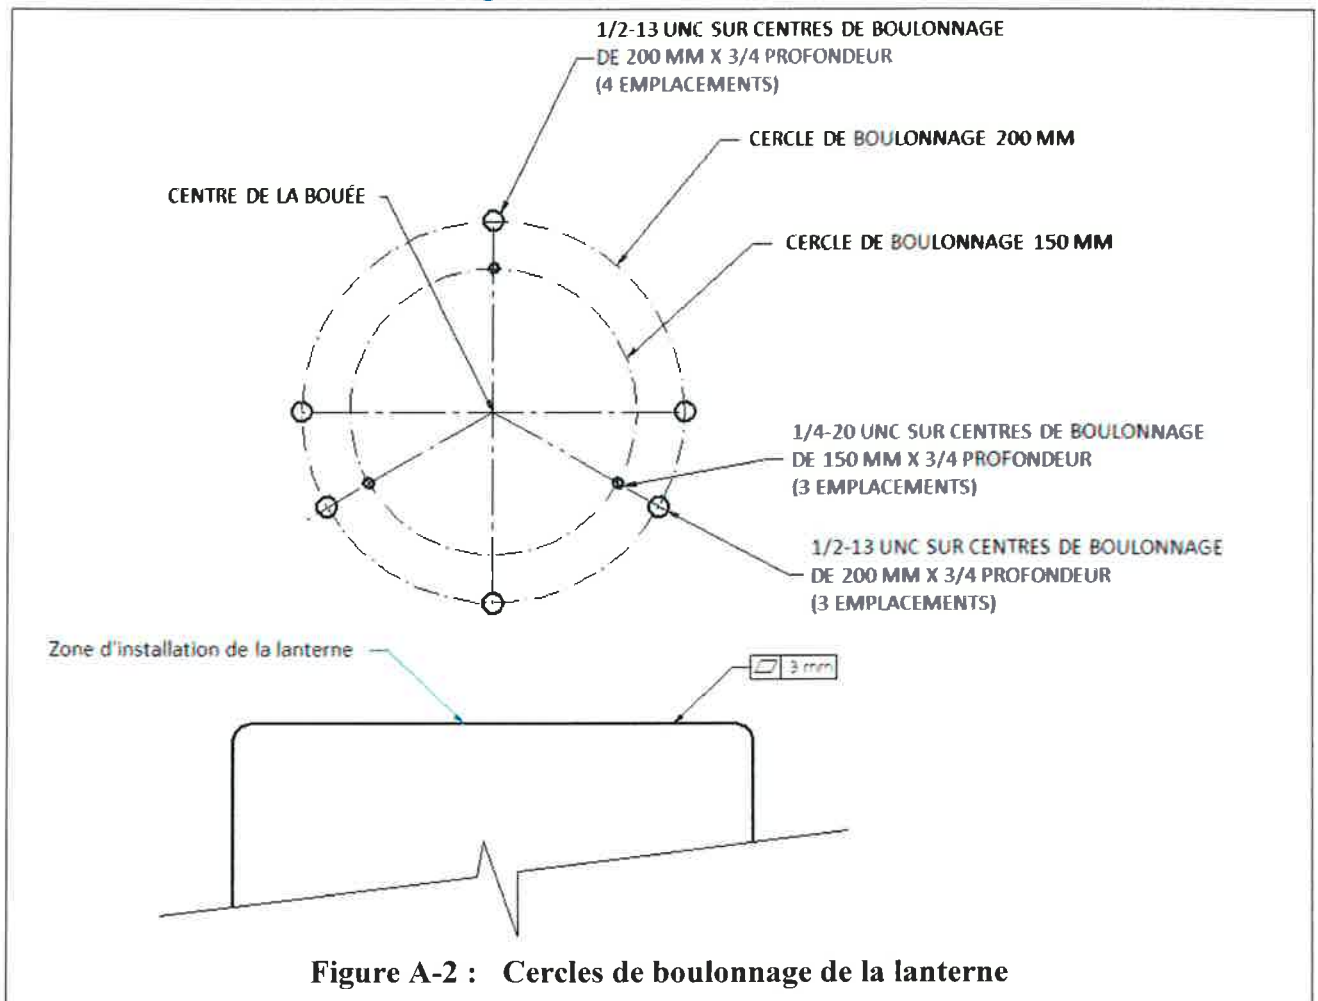 1/2-13 UNC SUR CENTRES DE BOULONNAGE
DE 200 MM X 3/4 PROFONDEUR
(4 EMPLACEMENTS)
CERCLE DE BOULONNAGE 200 MM
CENTRE DE LA BOUÉE
CERCLE DE BOULONNAGE 150 MM
1/4-20 UNC SUR CENTRES DE BOULONNAGE
DE 150 MM X 3/4 PROFONDEUR
(3 EMPLACEMENTS)
1/2-13 UNC SUR CENTRES DE BOULONNAGE
DE 200 MM X 3/4 PROFONDEUR
(3 EMPLACEMENTS)
Zone d'installation de la lanterne
3 mm
Figure A-2 : Cercles de boulonnage de la lanterne